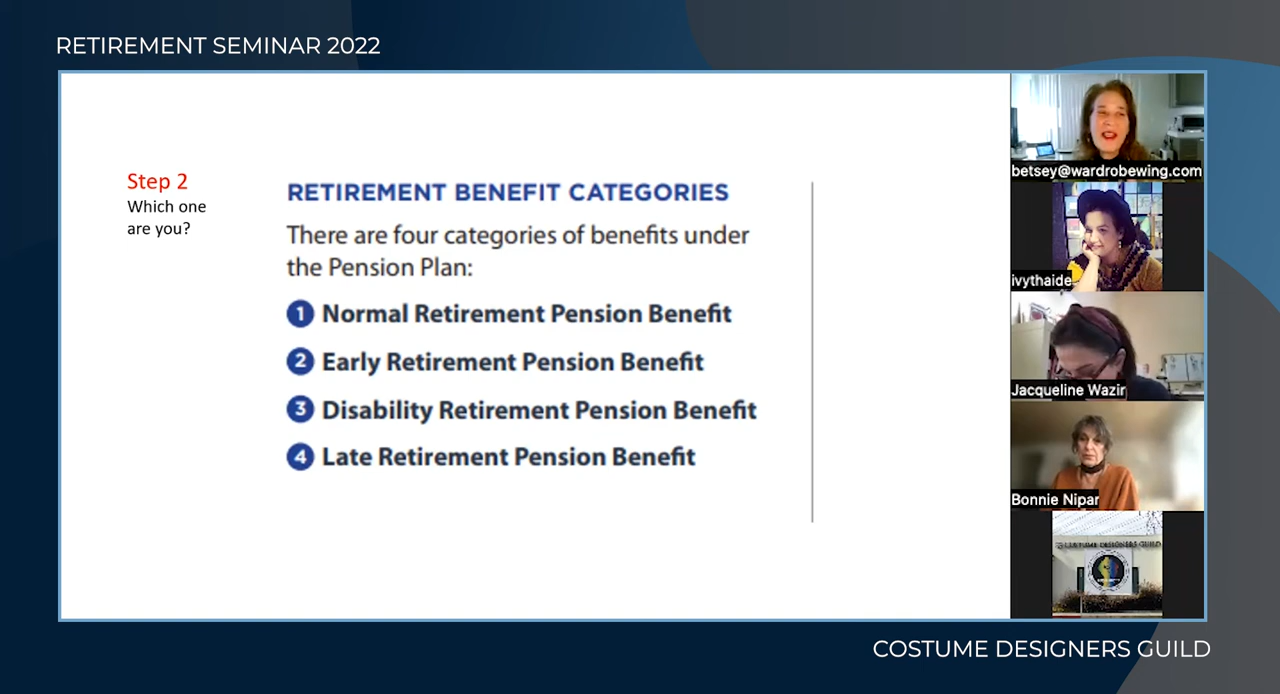 RETIREMENT SEMINAR 2022
Step 2
Which one
are you?
RETIREMENT BENEFIT CATEGORIES
There are four categories of benefits under
the Pension Plan:
1 Normal Retirement Pension Benefit
2 Early Retirement Pension Benefit
3 Disability Retirement Pension Benefit
4 Late Retirement Pension Benefit
betsey@wardrobewing.com
ivythaide
Jacqueline Wazir
Bonnie Nipar
COSTUME DESIGNERS GUILD
COSTUME DESIGNERS GUILD